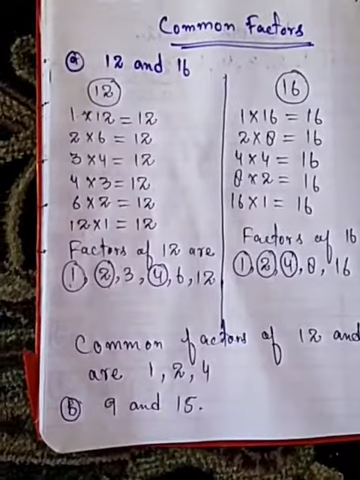 Common Factors
a 12 and 16
12
1 × 12 = 12
2 × 6 = 12
3 × 4 = 12
4 × 3 = 12
6 × 2 = 12
12 × 1 = 12
Factors of 12 are
1, 2, 3, 4, 6, 12
16
1 × 16 = 16
2 × 8 = 16
4 × 4 = 16
8 × 2 = 16
16 × 1 = 16
Factors of 16
1, 2, 4, 8, 16
Common factors of 12 and
are 1, 2, 4
b 9 and 15.